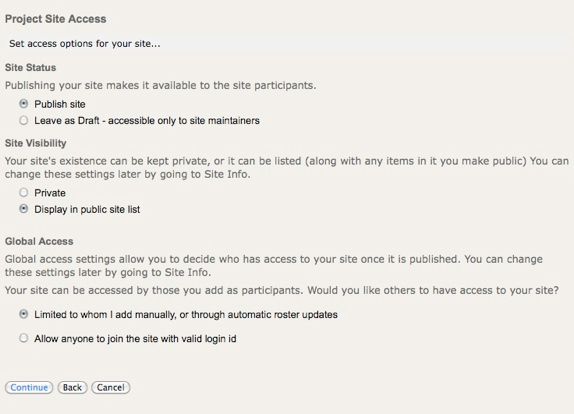 Project Site Access
Set access options for your site...
Site Status
Publishing your site makes it available to the site participants.
Publish site
Leave as Draft - accessible only to site maintainers
Site Visibility
Your site's existence can be kept private, or it can be listed (along with any items in it you make public) You can
change these settings later by going to Site Info.
Private
Display in public site list
Global Access
Global access settings allow you to decide who has access to your site once it is published. You can change
these settings later by going to Site Info.
Your site can be accessed by those you add as participants. Would you like others to have access to your site?
Limited to whom I add manually, or through automatic roster updates
Allow anyone to join the site with valid login id
Continue Back Cancel